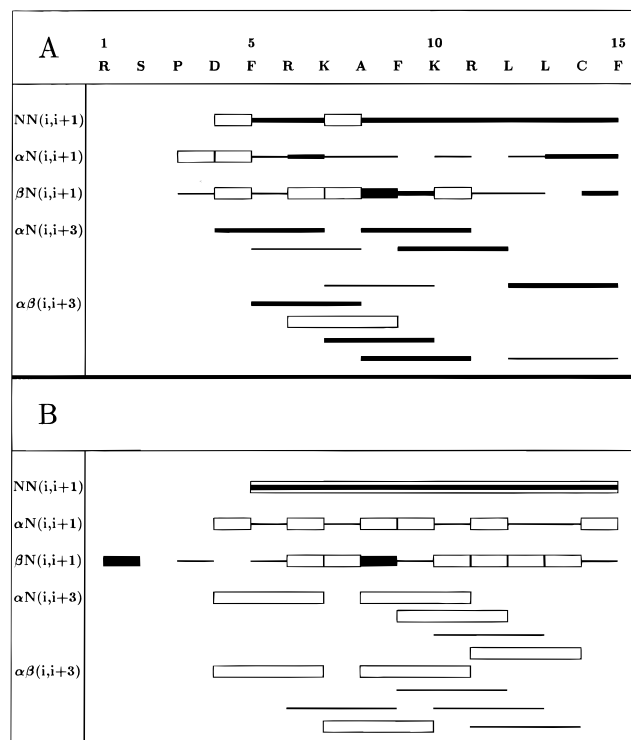 A
1 5 10 15
R S P D F R K A F K R L L C F
NN(i,i+1)
αN(i,i+1)
βN(i,i+1)
αN(i,i+3)
αβ(i,i+3)
B
NN(i,i+1)
αN(i,i+1)
βN(i,i+1)
αN(i,i+3)
αβ(i,i+3)